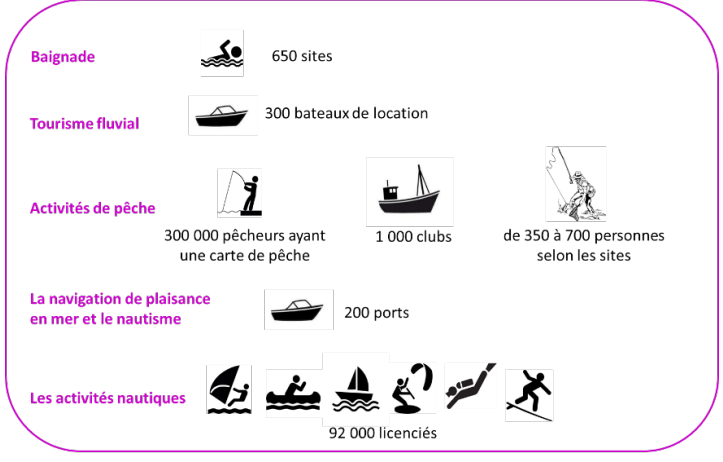 Baignade
650 sites
Tourisme fluvial
300 bateaux de location
Activités de pêche
300 000 pêcheurs ayant
une carte de pêche
1 000 clubs
de 350 à 700 personnes
selon les sites
La navigation de plaisance
en mer et le nautisme
200 ports
Les activités nautiques
92 000 licenciés